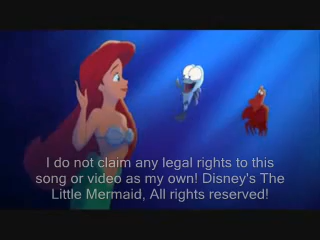 I do not claim any legal rights to this
song or video as my own! Disney's The
Little Mermaid, All rights reserved!